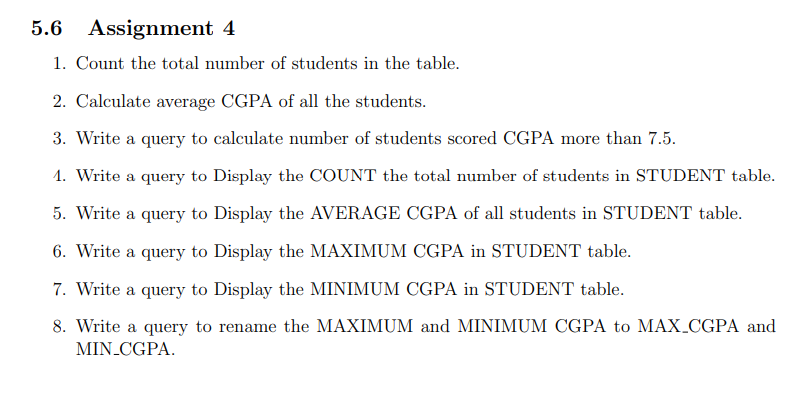 5.6 Assignment 4
1. Count the total number of students in the table.
2. Calculate average CGPA of all the students.
3. Write a query to calculate number of students scored CGPA more than 7.5.
4. Write a query to Display the COUNT the total number of students in STUDENT table.
5. Write a query to Display the AVERAGE CGPA of all students in STUDENT table.
6. Write a query to Display the MAXIMUM CGPA in STUDENT table.
7. Write a query to Display the MINIMUM CGPA in STUDENT table.
8. Write a query to rename the MAXIMUM and MINIMUM CGPA to MAX_CGPA and
MIN_CGPA.